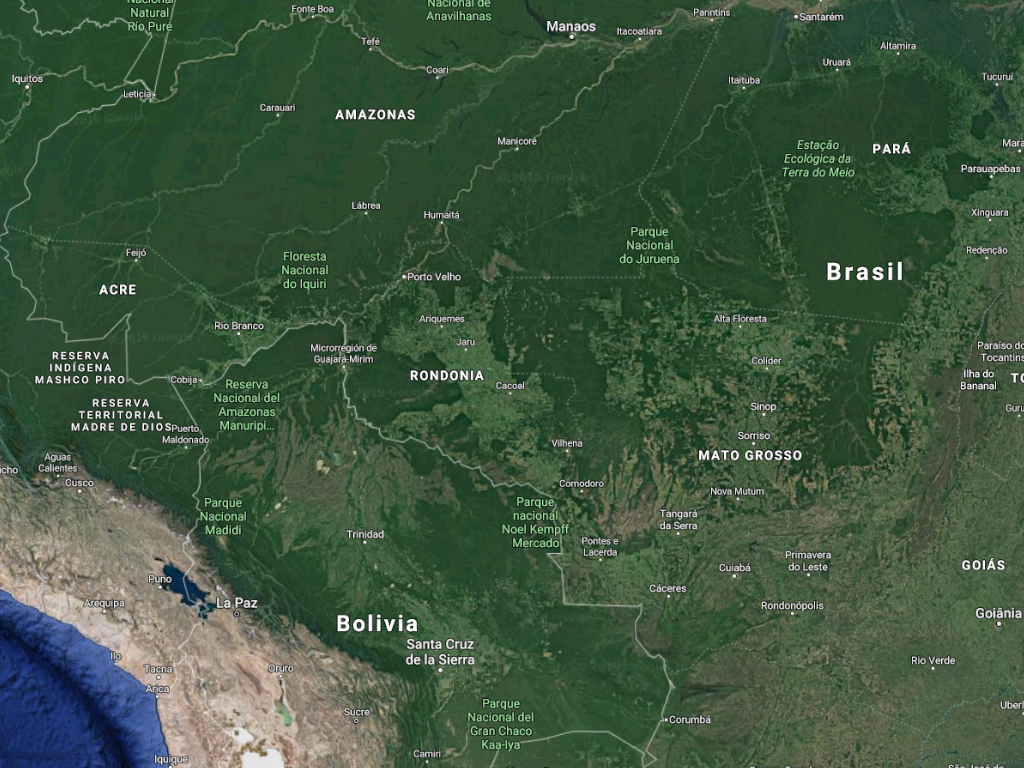 Nacional
Natural
Río Puré
Fonte Boa
Nacional de
Anavilhanas
Manaos
Parintins
Santarém
Itacoatiara
Tefé
Coari
Altamira
Uruará
Itaituba
Tucuruí
Iquitos
Leticia
Carauari
AMAZONAS
Manicoré
Estação
Ecológica da
Terra do Meio
PARÁ
Mara
Parauapebas
Lábrea
Humaitá
Xinguara
Parque
Nacional
do Juruena
Redenção
Feijó
Floresta
Nacional
do Iquiri
Porto Velho
Brasil
ACRE
Rio Branco
Ariquemes
Jaru
Alta Floresta
Microrregión de
Guajará-Mirim
RESERVA
INDÍGENA
MASHCO PIRO
Colíder
Paraíso do
Tocantins
Ilha do
Bananal
TO
RONDONIA
Cacoal
Cobija
Reserva
Nacional del
Amazonas
Manuripi...
RESERVA
TERRITORIAL
MADRE DE DIOS
Puerto
Maldonado
Sinop
Guru
Sorriso
MATO GROSSO
Vilhena
Aguas
Calientes
cho
Cusco
Comodoro
Nova Mutum
Parque
Nacional
Madidi
Parque
nacional
Noel Kempff
Mercado
Tangará
da Serra
Trinidad
Pontes e
Lacerda
Primavera
do Leste
Cuiabá
GOIÁS
Puno
Cáceres
Arequipa
La Paz
Rondonópolis
Goiânia
Bolivia
Santa Cruz
de la Sierra
Ilo
Tacna
Arica
Oruro
Rio Verde
Sucre
Parque
Nacional del
Gran Chaco
Kaa-Iya
Corumbá
Uberl
Camiri
Iquique